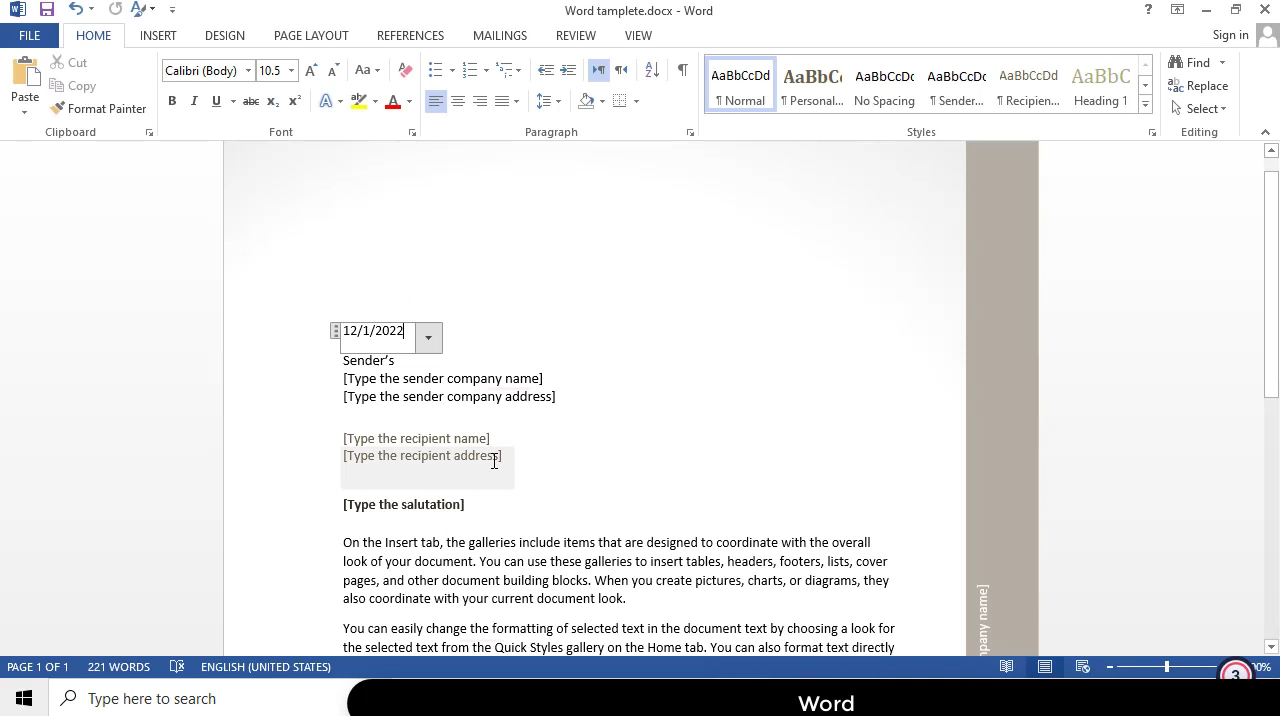 Word tamplete.docx - Word
?
FILE
HOME
INSERT
DESIGN
PAGE LAYOUT
REFERENCES
MAILINGS
REVIEW
VIEW
Sign in
Paste
Cut
Copy
Format Painter
Clipboard
Calibri (Body)
10.5
Font
Paragraph
AaBbCcDd
¶ Normal
AaBbC
¶ Personal...
AaBbCcDc
No Spacing
AaBbCcDc
¶ Sender...
AaBbCcDd
¶ Recipien...
AaBbC
Heading 1
Styles
Find
Replace
Select
Editing
12/1/2022
Sender’s
[Type the sender company name]
[Type the sender company address]
[Type the recipient name]
[Type the recipient address]
[Type the salutation]
On the Insert tab, the galleries include items that are designed to coordinate with the overall
look of your document. You can use these galleries to insert tables, headers, footers, lists, cover
pages, and other document building blocks. When you create pictures, charts, or diagrams, they
also coordinate with your current document look.
You can easily change the formatting of selected text in the document text by choosing a look for
the selected text from the Quick Styles gallery on the Home tab. You can also format text directly
name]
PAGE 1 OF 1
221 WORDS
ENGLISH (UNITED STATES)
3
Type here to search
Word